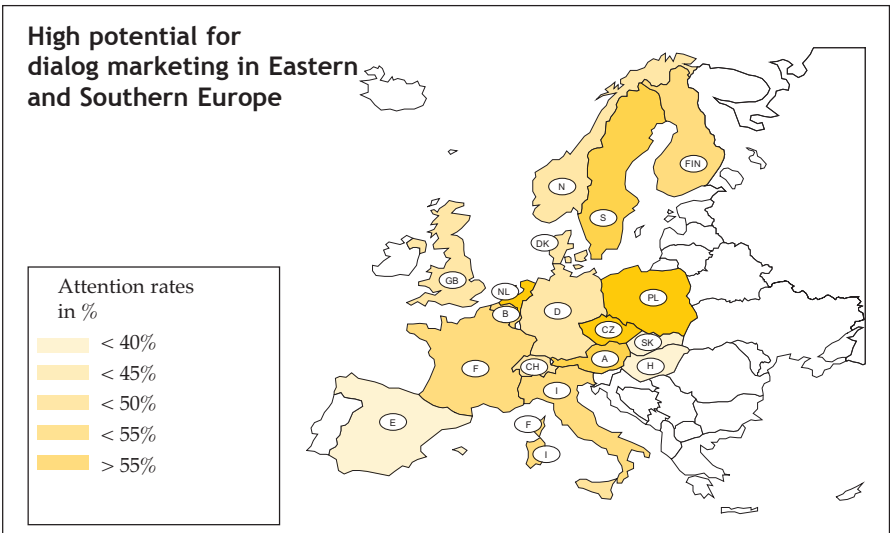 High potential for
dialog marketing in Eastern
and Southern Europe
FIN
N
S
DK
GB
NL
PL
B
D
CZ
SK
A
F
CH
H
I
E
F
I
Attention rates
in %
< 40%
< 45%
< 50%
< 55%
> 55%